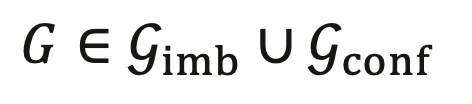 G ∈ 𝒢_imb ∪ 𝒢_conf